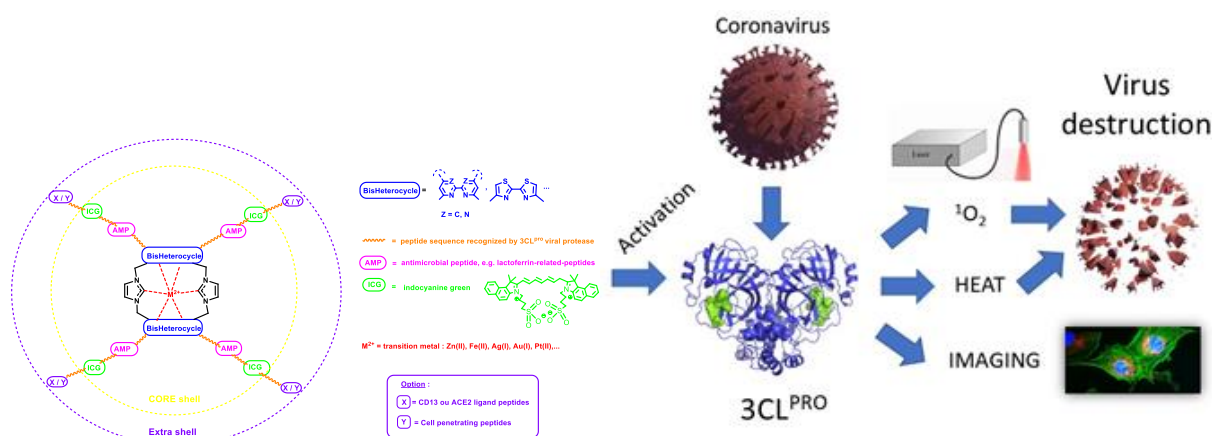 X / Y
ICG
AMP
ICG
X / Y
AMP
BisHeterocycle
N
N
M²⁺
N
N
BisHeterocycle
AMP
AMP
ICG
ICG
X / Y
X / Y
CORE shell
Extra shell
BisHeterocycle =
Z
Z
N
N
,
S
S
N
N
...
Z = C, N
= peptide sequence recognized by 3CLᵖʳᵒ viral protease
AMP = antimicrobial peptide, e.g. lactoferrin-related-peptides
ICG = indocyanine green
M²⁺ = transition metal : Zn(II), Fe(II), Ag(I), Au(I), Pt(II),...
Option :
X = CD13 ou ACE2 ligand peptides
Y = Cell penetrating peptides
Coronavirus
Activation
3CLᴾᴿᴼ
Laser
¹O₂
HEAT
IMAGING
Virus
destruction